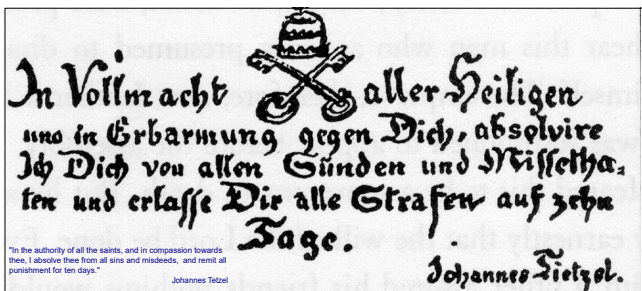 In Vollmacht aller Heiligen
und in Erbarmung gegen Dich, absolvire
Ich Dich von allen Sünden und Missetha-
ten und erlasse Dir alle Strafen auf zehn
Tage.
Johannes Tietzel.
"In the authority of all the saints, and in compassion towards
thee, I absolve thee from all sins and misdeeds, and remit all
punishment for ten days."
Johannes Tetzel